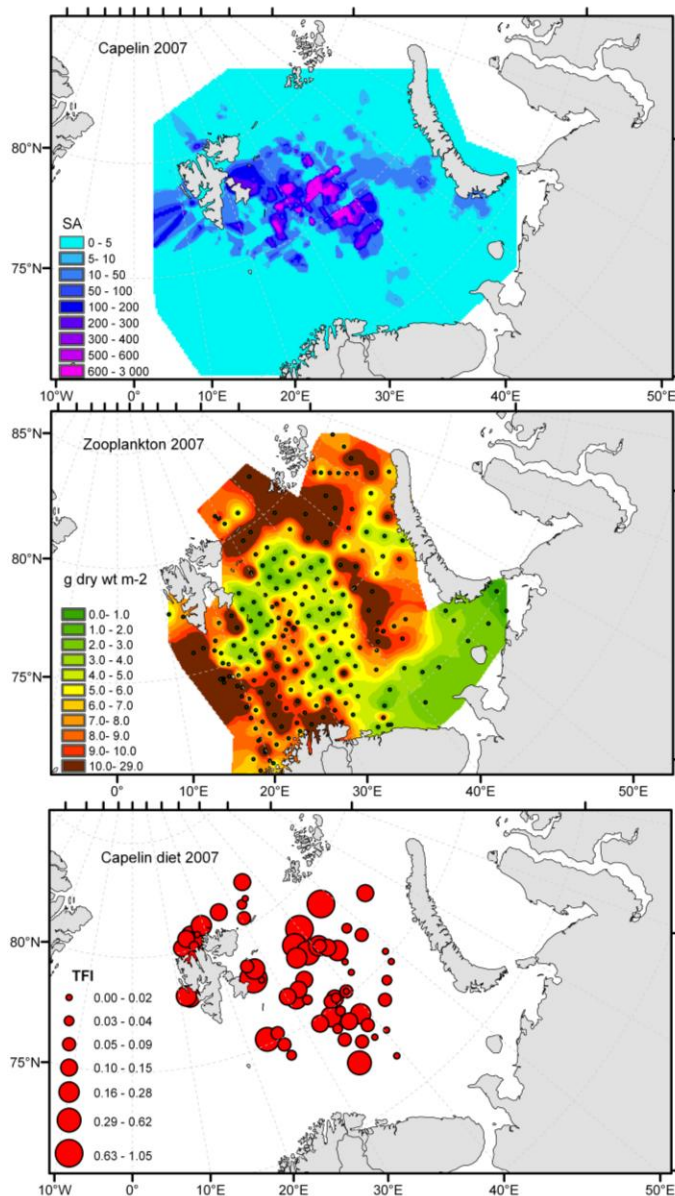 Capelin 2007
80°N
SA
0 - 5
5- 10
10 - 50
50 - 100
100 - 200
200 - 300
300 - 400
500 - 600
600 - 3 000
75°N
10°W 0° 10°E 20°E 30°E 40°E 50°E
85°N
Zooplankton 2007
80°N
g dry wt m-2
0.0- 1.0
1.0 - 2.0
2.0 - 3.0
3.0 - 4.0
4.0 - 5.0
5.0 - 6.0
6.0 - 7.0
7.0- 8.0
8.0 - 9.0
9.0- 10.0
10.0- 29.0
75°N
0° 10°E 20°E 30°E 40°E 50°E
Capelin diet 2007
80°N
TFI
0.00 - 0.02
0.03 - 0.04
0.05 - 0.09
0.10 - 0.15
0.16 - 0.28
0.29 - 0.62
0.63 - 1.05
75°N
10°W 0° 10°E 20°E 30°E 40°E 50°E